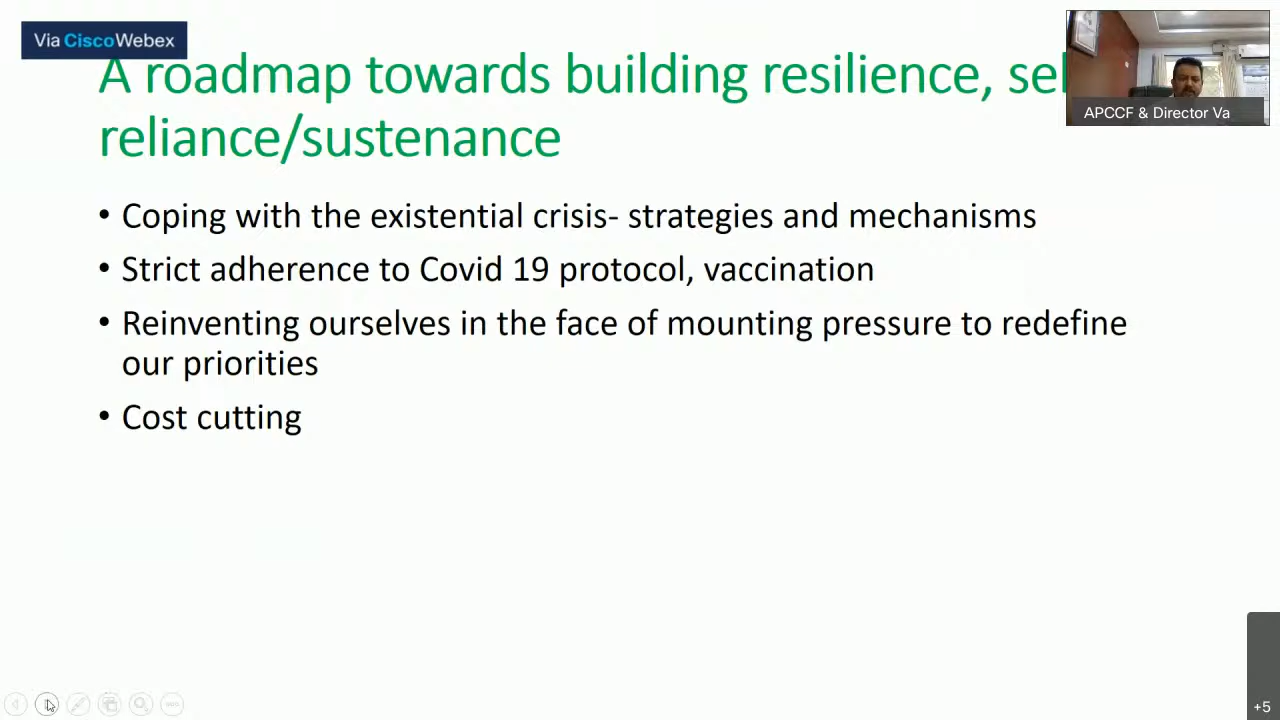 Via CiscoWebex
A roadmap towards building resilience, sel
reliance/sustenance
APCCF & Director Va
• Coping with the existential crisis- strategies and mechanisms
• Strict adherence to Covid 19 protocol, vaccination
• Reinventing ourselves in the face of mounting pressure to redefine
our priorities
• Cost cutting
+5